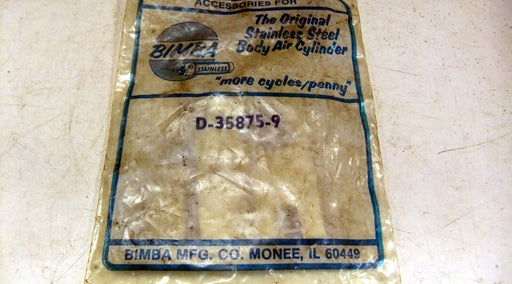 ACCESSORIES FOR
The Original
Stainless Steel
Body Air Cylinder
BIMBA
STAINLESS
"more cycles/penny"
D-35875-9
BIMBA MFG. CO. MONEE, IL 60449